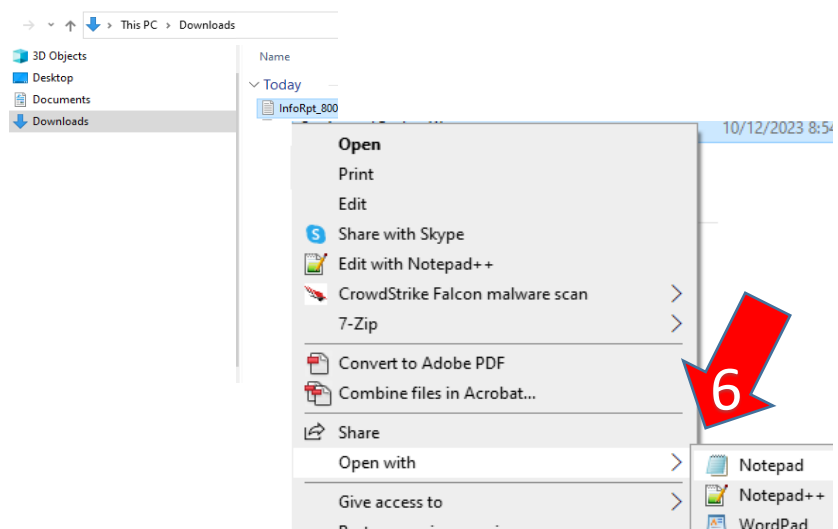 This PC > Downloads
3D Objects
Desktop
Documents
Downloads
Name
Today
InfoRpt_800
10/12/2023 8:54
Open
Print
Edit
S Share with Skype
Edit with Notepad++
CrowdStrike Falcon malware scan
7-Zip
Convert to Adobe PDF
Combine files in Acrobat...
6
Share
Open with
Notepad
Notepad++
WordPad
Give access to